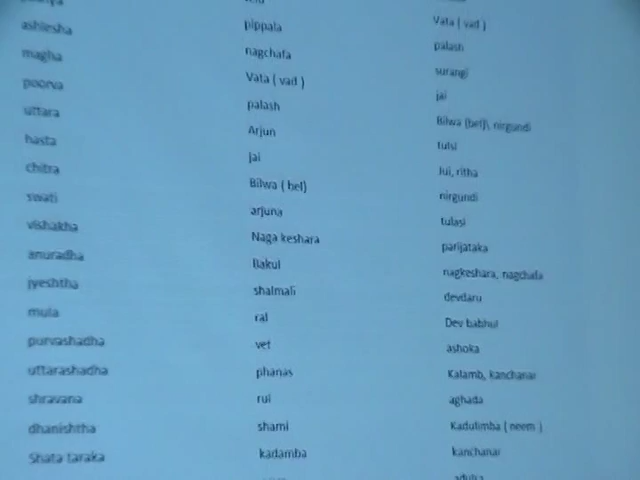 Vata ( vad )
pippala palash
ashlesha nagchafa surangi
magha Vata ( vad ) jai
poorva palash Bilwa (bel)\ nirgundi
uttara Arjun tulsi
hasta jai Jui, ritha
chitra Bilwa ( bel) nirgundi
swati arjuna tulasi
vishakha Naga keshara parijataka
anuradha Bakul nagkeshara, nagchafa
jyeshtha shalmali devdaru
mula ral Dev babhul
purvashadha vet ashoka
uttarashadha phanas Kalamb, kanchanar
shravana rui aghada
dhanishtha shami Kadulimba ( neem )
Shata taraka kadamba kanchanar